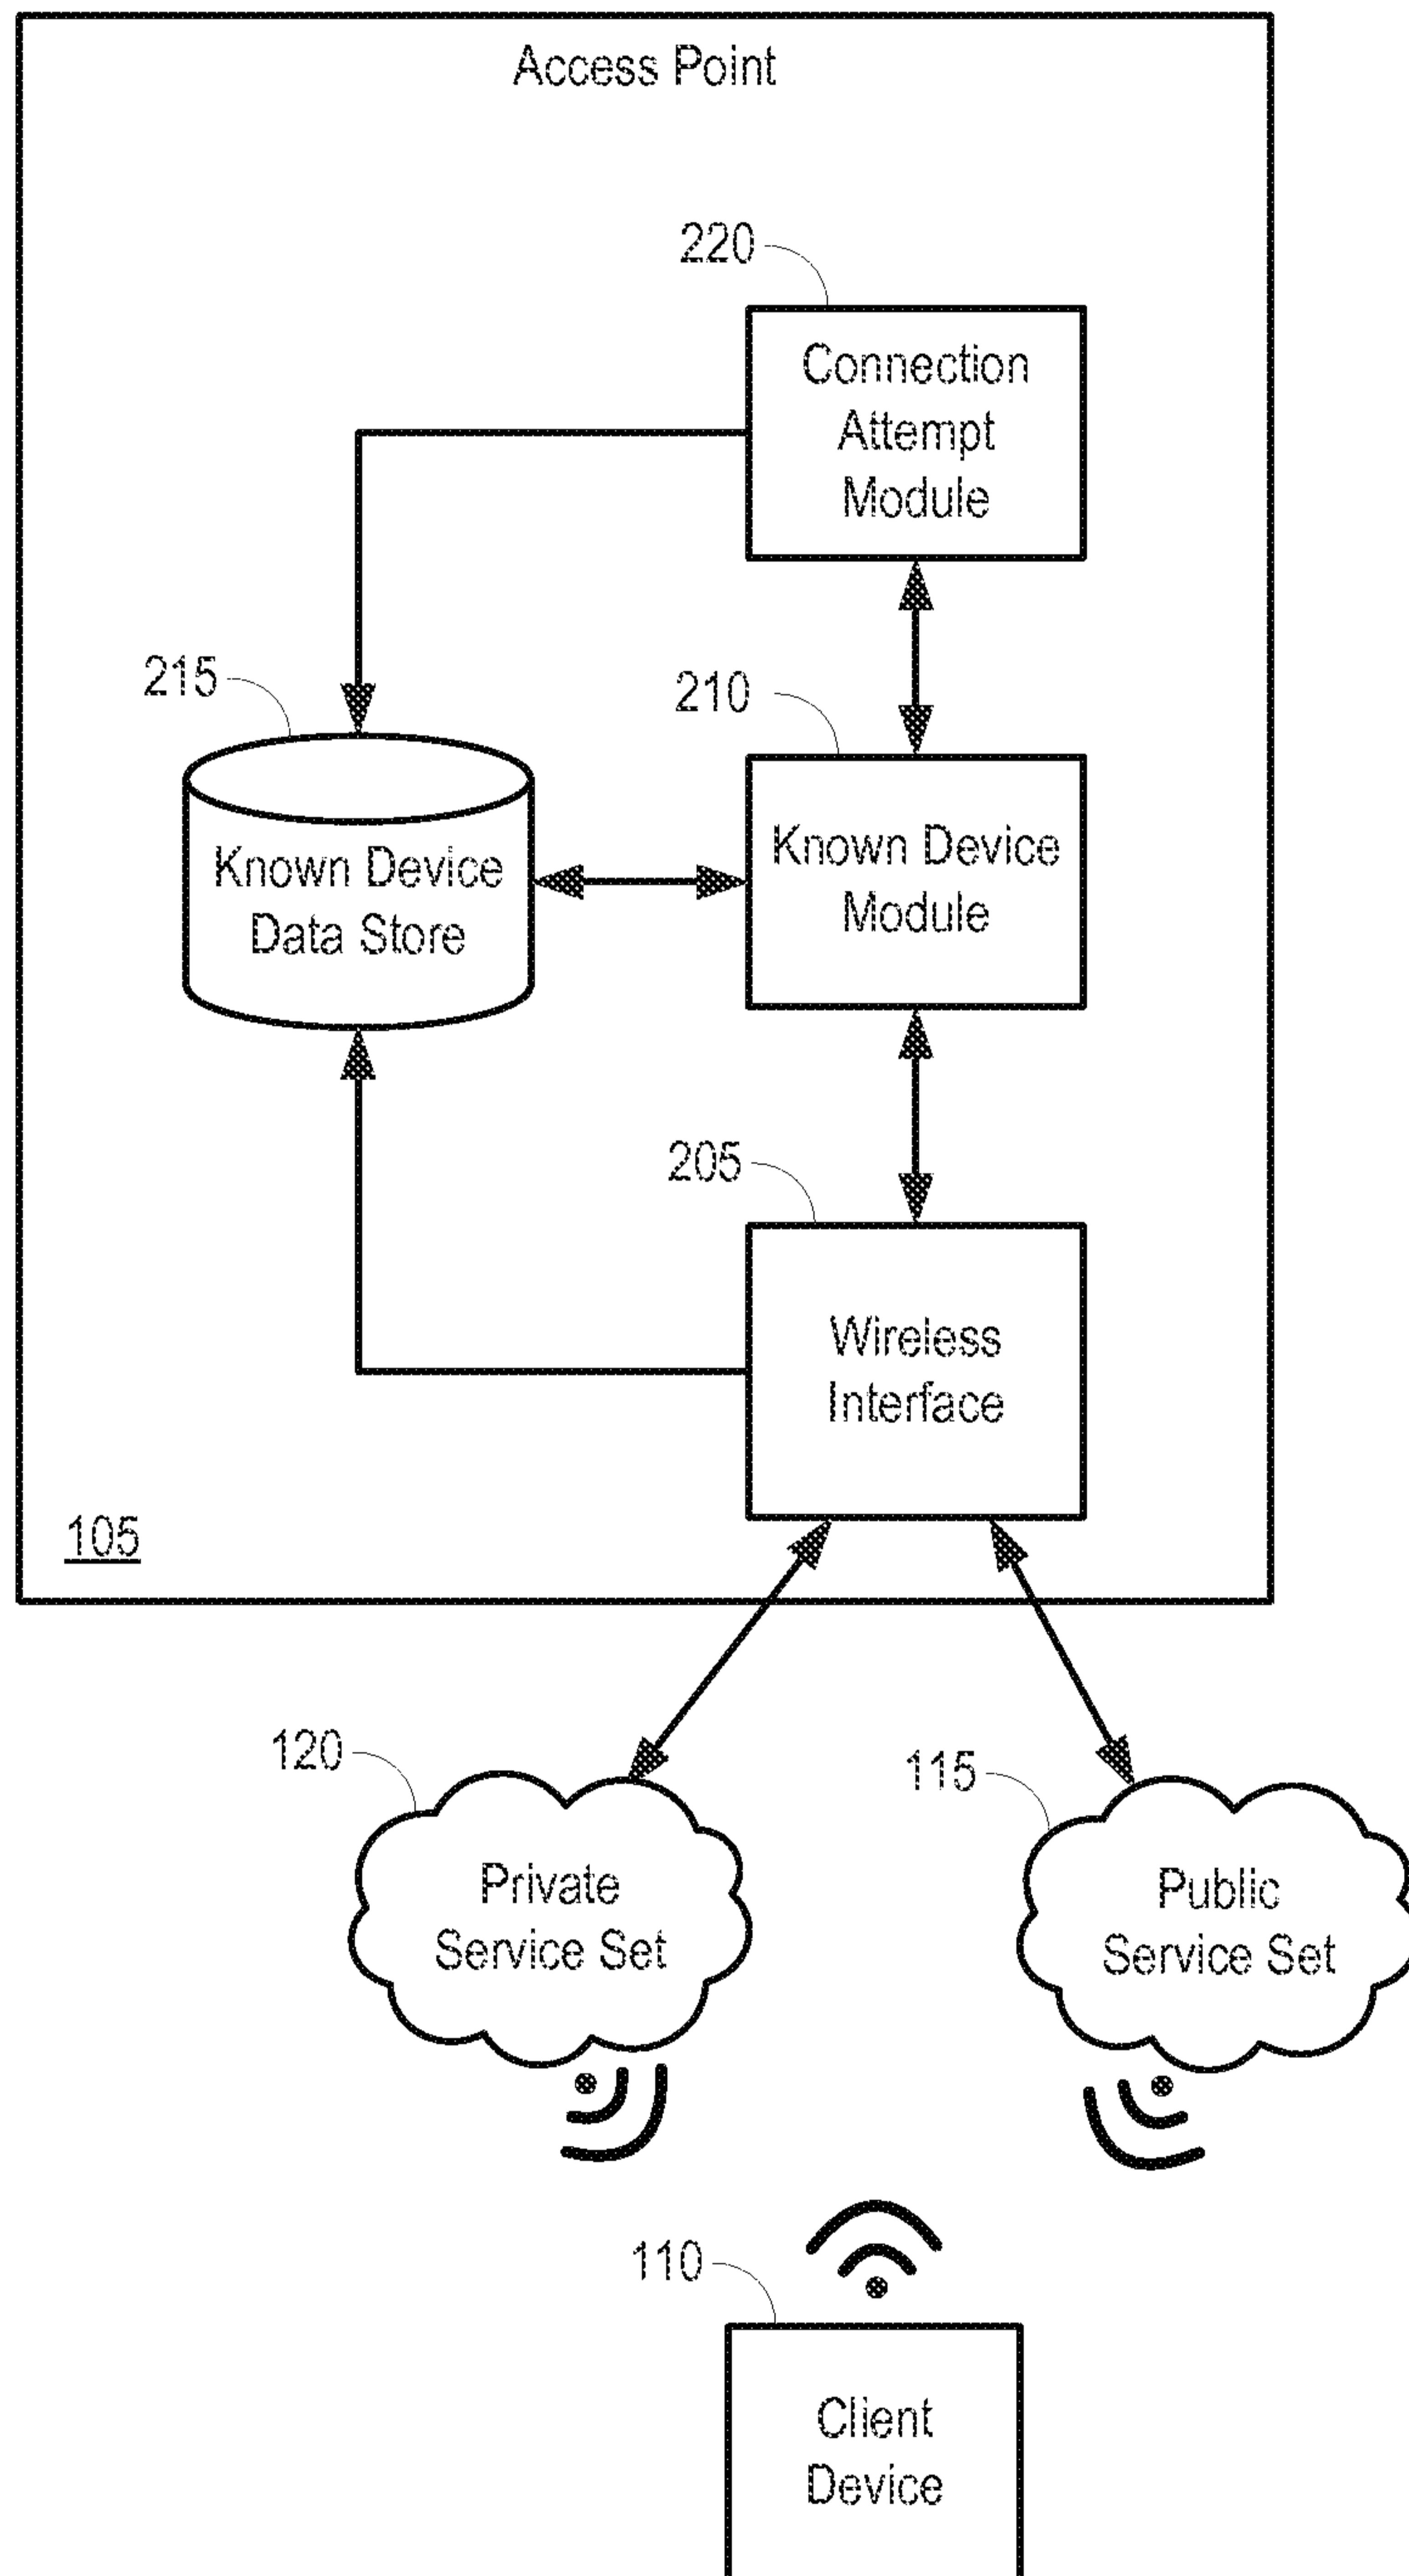 Access Point
220
Connection
Attempt
Module
215
210
Known Device
Data Store
Known Device
Module
205
Wireless
Interface
105
120
115
Private
Service Set
Public
Service Set
110
Client
Device